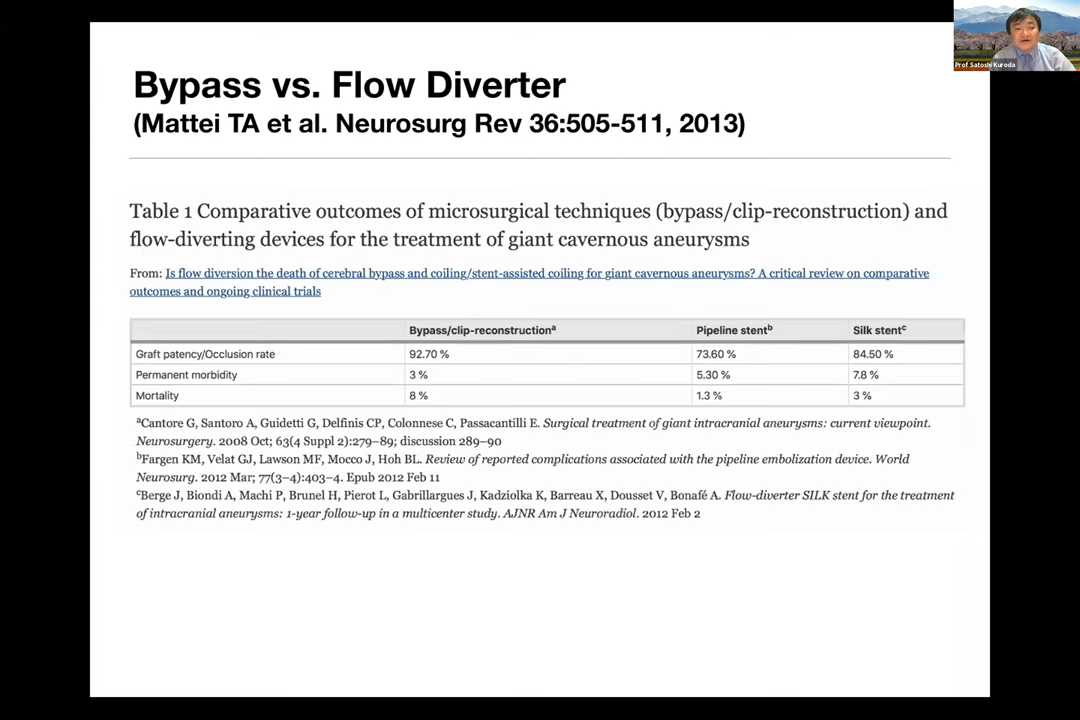 Prof Satoshi Kuroda
Bypass vs. Flow Diverter
(Mattei TA et al. Neurosurg Rev 36:505-511, 2013)
Table 1 Comparative outcomes of microsurgical techniques (bypass/clip-reconstruction) and
flow-diverting devices for the treatment of giant cavernous aneurysms
From: Is flow diversion the death of cerebral bypass and coiling/stent-assisted coiling for giant cavernous aneurysms? A critical review on comparative
outcomes and ongoing clinical trials
Bypass/clip-reconstructionᵃ Pipeline stentᵇ Silk stentᶜ
Graft patency/Occlusion rate 92.70 % 73.60 % 84.50 %
Permanent morbidity 3 % 5.30 % 7.8 %
Mortality 8 % 1.3 % 3 %
ᵃCantore G, Santoro A, Guidetti G, Delfinis CP, Colonnese C, Passacantilli E. Surgical treatment of giant intracranial aneurysms: current viewpoint.
Neurosurgery. 2008 Oct; 63(4 Suppl 2):279–89; discussion 289–90
ᵇFargen KM, Velat GJ, Lawson MF, Mocco J, Hoh BL. Review of reported complications associated with the pipeline embolization device. World
Neurosurg. 2012 Mar; 77(3–4):403–4. Epub 2012 Feb 11
ᶜBerge J, Biondi A, Machi P, Brunel H, Pierot L, Gabrillargues J, Kadziolka K, Barreau X, Dousset V, Bonafé A. Flow-diverter SILK stent for the treatment
of intracranial aneurysms: 1-year follow-up in a multicenter study. AJNR Am J Neuroradiol. 2012 Feb 2